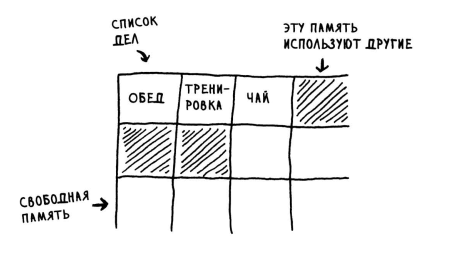 СПИСОК
ДЕЛ
ЭТУ ПАМЯТЬ
ИСПОЛЬЗУЮТ ДРУГИЕ
ОБЕД
ТРЕНИ-
РОВКА
ЧАЙ
СВОБОДНАЯ
ПАМЯТЬ